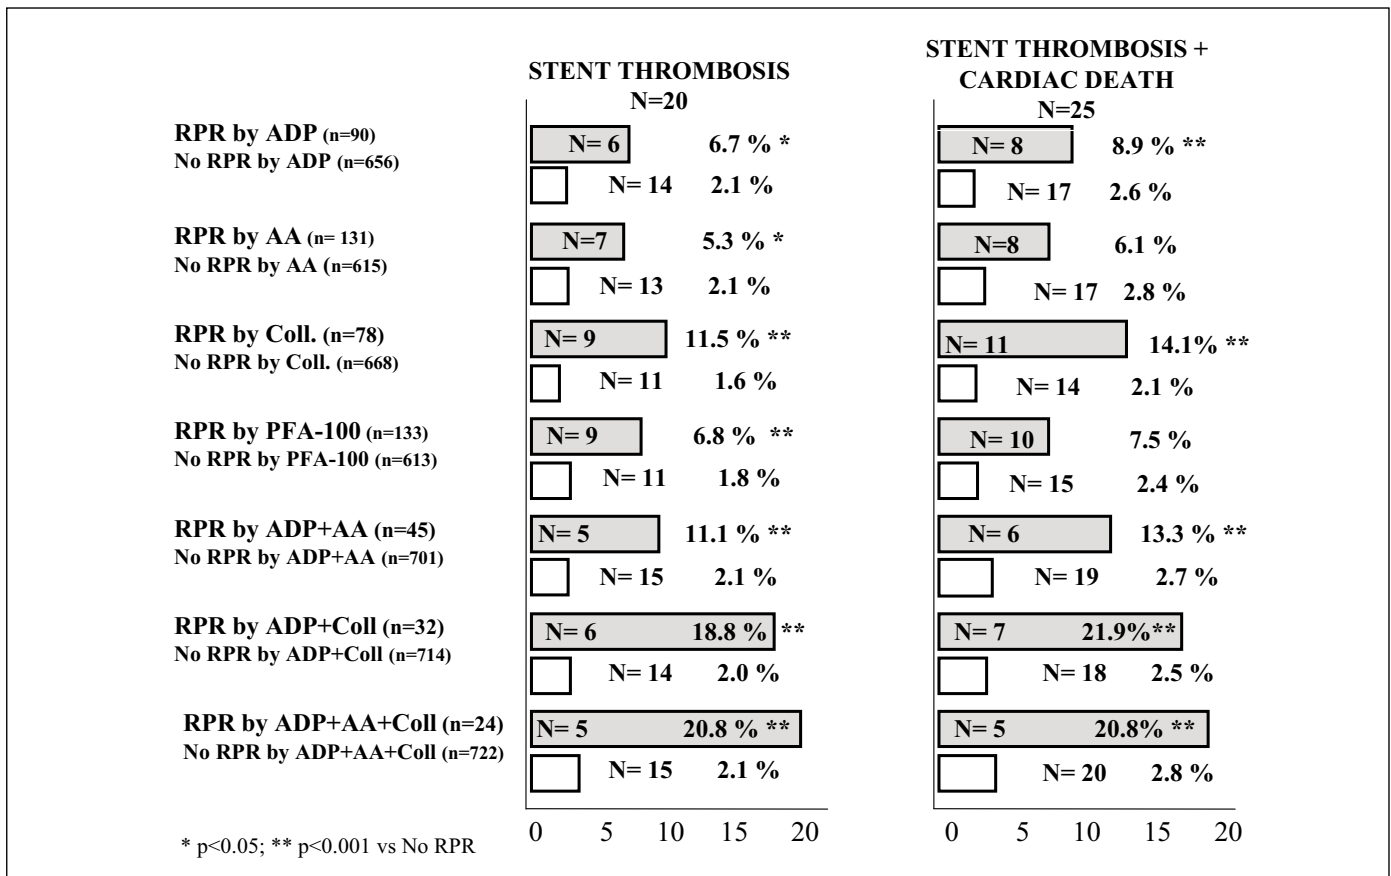 STENT THROMBOSIS
N=20
STENT THROMBOSIS +
CARDIAC DEATH
N=25
RPR by ADP (n=90) N= 6 6.7 % * N= 8 8.9 % **
No RPR by ADP (n=656) N= 14 2.1 % N= 17 2.6 %
RPR by AA (n= 131) N=7 5.3 % * N=8 6.1 %
No RPR by AA (n=615) N= 13 2.1 % N= 17 2.8 %
RPR by Coll. (n=78) N= 9 11.5 % ** N= 11 14.1% **
No RPR by Coll. (n=668) N= 11 1.6 % N= 14 2.1 %
RPR by PFA-100 (n=133) N= 9 6.8 % ** N= 10 7.5 %
No RPR by PFA-100 (n=613) N= 11 1.8 % N= 15 2.4 %
RPR by ADP+AA (n=45) N= 5 11.1 % ** N= 6 13.3 % **
No RPR by ADP+AA (n=701) N= 15 2.1 % N= 19 2.7 %
RPR by ADP+Coll (n=32) N= 6 18.8 % ** N= 7 21.9%**
No RPR by ADP+Coll (n=714) N= 14 2.0 % N= 18 2.5 %
RPR by ADP+AA+Coll (n=24) N= 5 20.8 % ** N= 5 20.8% **
No RPR by ADP+AA+Coll (n=722) N= 15 2.1 % N= 20 2.8 %
0 5 10 15 20 0 5 10 15 20
* p<0.05; ** p<0.001 vs No RPR